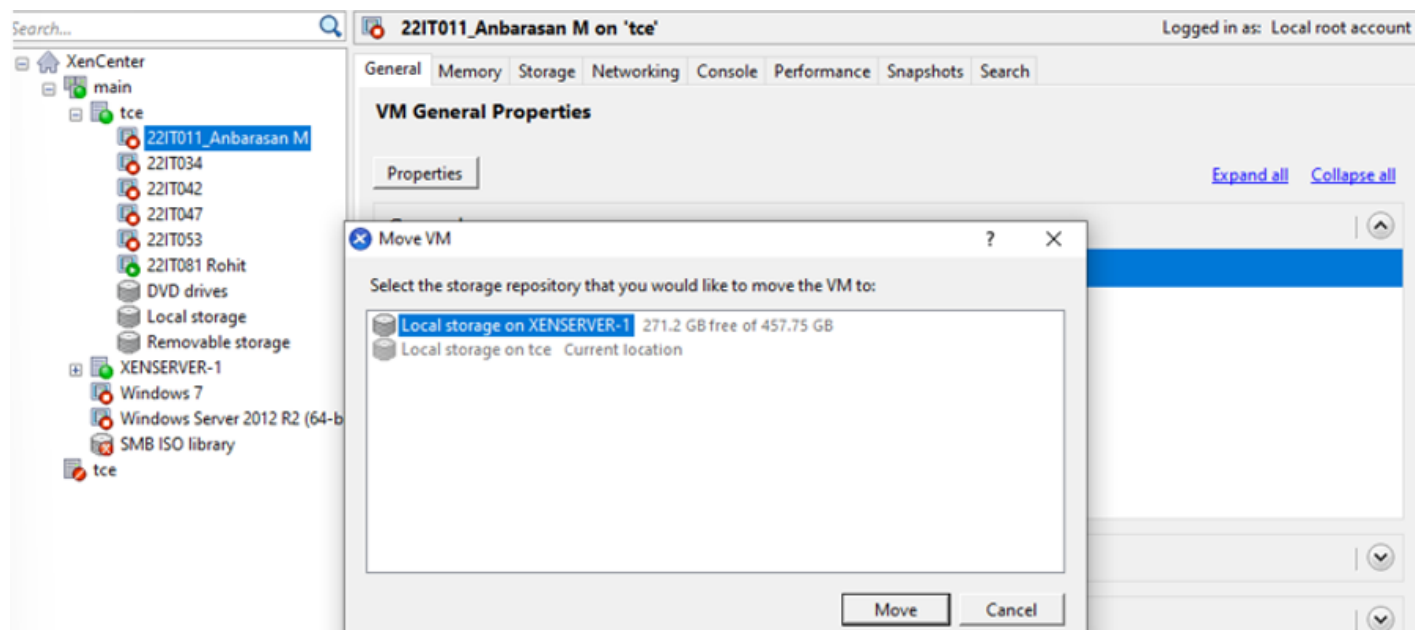 Search...
22IT011_Anbarasan M on 'tce'
Logged in as: Local root account
XenCenter
main
tce
22IT011_Anbarasan M
22IT034
22IT042
22IT047
22IT053
22IT081 Rohit
DVD drives
Local storage
Removable storage
XENSERVER-1
Windows 7
Windows Server 2012 R2 (64-b
SMB ISO library
tce
General Memory Storage Networking Console Performance Snapshots Search
VM General Properties
Properties
Expand all Collapse all
Move VM
?
Select the storage repository that you would like to move the VM to:
Local storage on XENSERVER-1 271.2 GB free of 457.75 GB
Local storage on tce Current location
Move Cancel